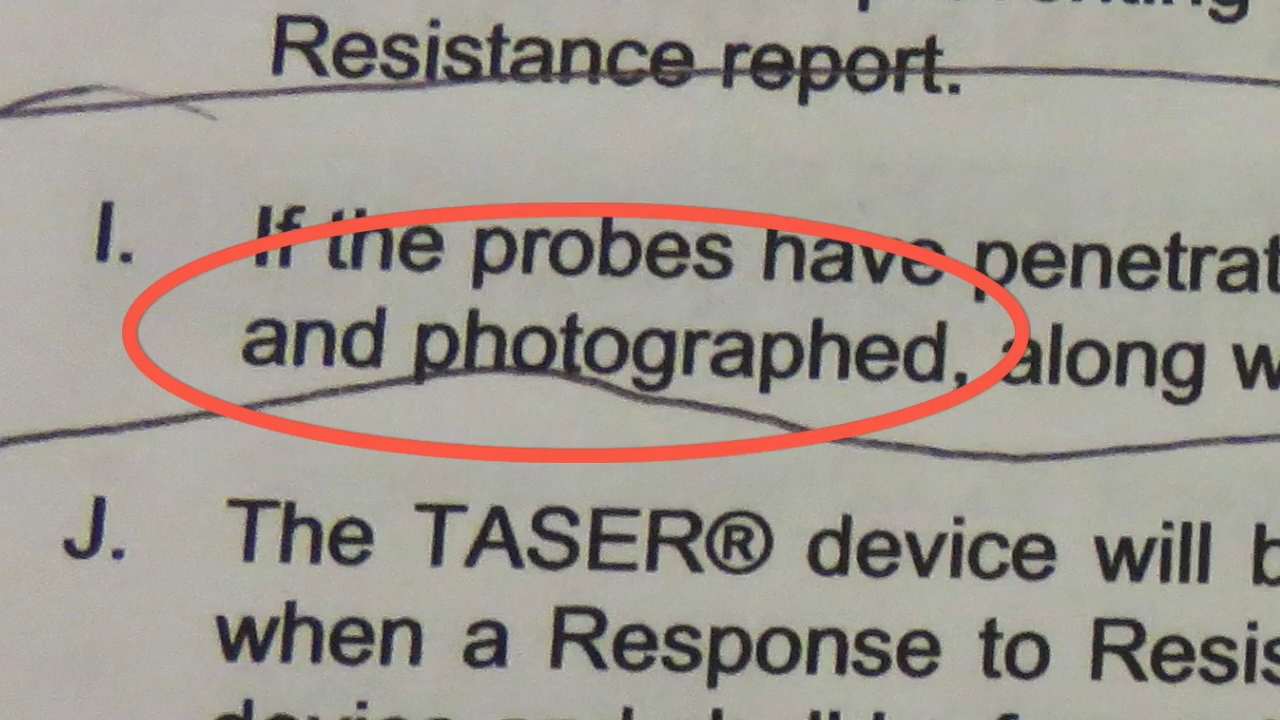 Resistance report.
I. If the probes have penetrat
and photographed, along w
J. The TASER® device will b
when a Response to Resis